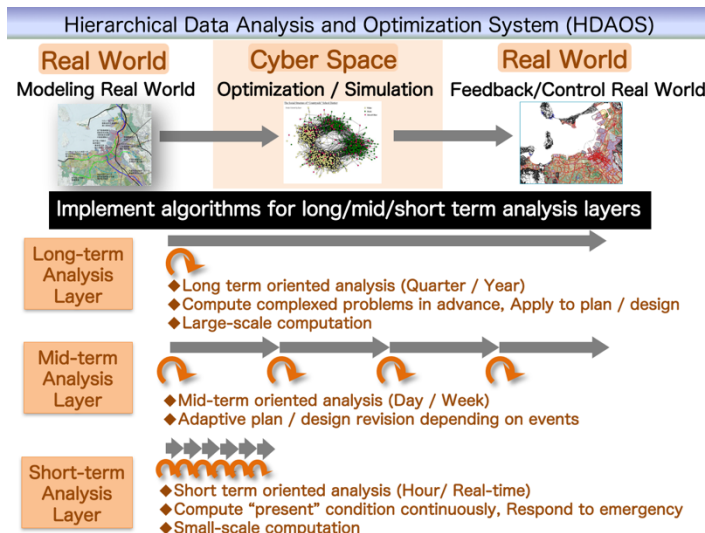 Hierarchical Data Analysis and Optimization System (HDAOS)
Real World
Cyber Space
Real World
Modeling Real World
Optimization / Simulation
Feedback/Control Real World
Implement algorithms for long/mid/short term analysis layers
Long-term
Analysis
Layer
◆Long term oriented analysis (Quarter / Year)
◆Compute complexed problems in advance, Apply to plan / design
◆Large-scale computation
Mid-term
Analysis
Layer
◆Mid-term oriented analysis (Day / Week)
◆Adaptive plan / design revision depending on events
Short-term
Analysis
Layer
◆Short term oriented analysis (Hour/ Real-time)
◆Compute “present” condition continuously, Respond to emergency
◆Small-scale computation